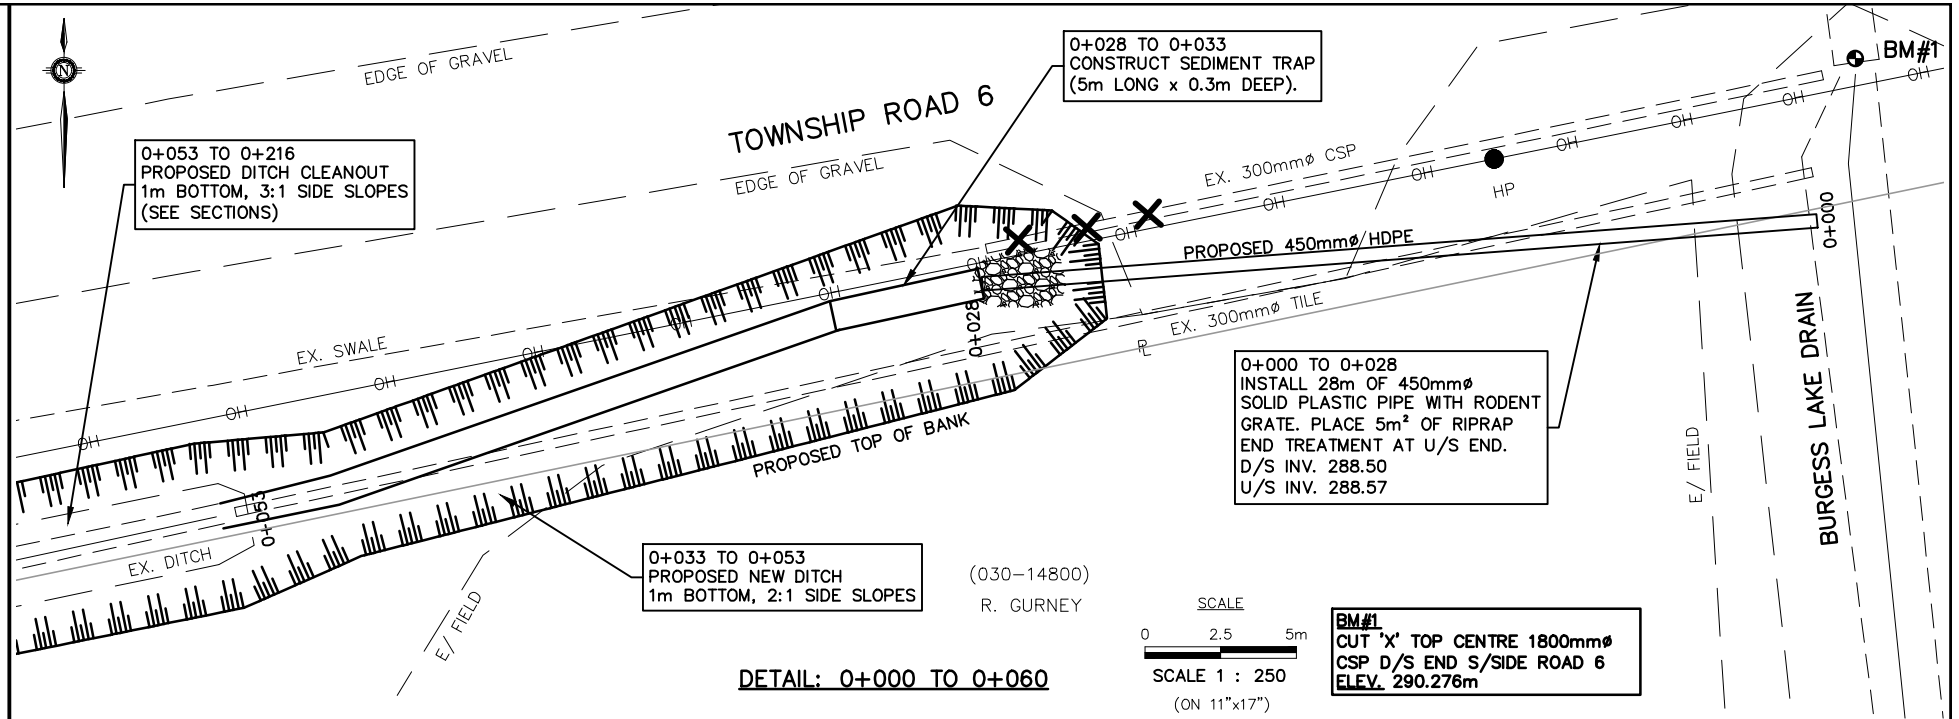 N
EDGE OF GRAVEL
0+028 TO 0+033
CONSTRUCT SEDIMENT TRAP
(5m LONG x 0.3m DEEP).
BM#1
OH
TOWNSHIP ROAD 6
OH
OH
0+053 TO 0+216
PROPOSED DITCH CLEANOUT
1m BOTTOM, 3:1 SIDE SLOPES
(SEE SECTIONS)
EDGE OF GRAVEL
EX. 300mmø CSP
OH
OH
HP
OH
OH
PROPOSED 450mmø HDPE
0+000
OH
OH
OH
0+028
EX. 300mmø TILE
PL
EX. SWALE
OH
OH
OH
OH
0+000 TO 0+028
INSTALL 28m OF 450mmø
SOLID PLASTIC PIPE WITH RODENT
GRATE. PLACE 5m² OF RIPRAP
END TREATMENT AT U/S END.
D/S INV. 288.50
U/S INV. 288.57
BURGESS LAKE DRAIN
E/ FIELD
PROPOSED TOP OF BANK
0+053
EX. DITCH
0+033 TO 0+053
PROPOSED NEW DITCH
1m BOTTOM, 2:1 SIDE SLOPES
E/ FIELD
(030-14800)
R. GURNEY
DETAIL: 0+000 TO 0+060
SCALE
0 2.5 5m
SCALE 1 : 250
(ON 11"x17")
BM#1
CUT 'X' TOP CENTRE 1800mmø
CSP D/S END S/SIDE ROAD 6
ELEV. 290.276m